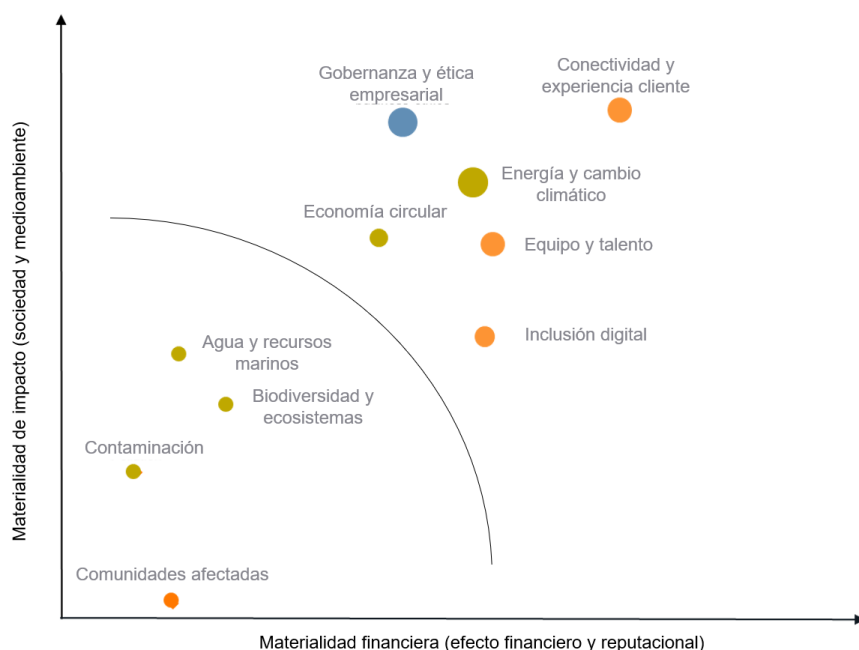 Conectividad y
experiencia cliente
Gobernanza y ética
empresarial
Energía y cambio
climático
Economía circular
Equipo y talento
Inclusión digital
Agua y recursos
marinos
Biodiversidad y
ecosistemas
Contaminación
Comunidades afectadas
Materialidad de impacto (sociedad y medioambiente)
Materialidad financiera (efecto financiero y reputacional)